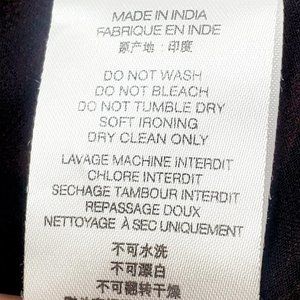 MADE IN INDIA
FABRIQUE EN INDE
原产地:印度
DO NOT WASH
DO NOT BLEACH
DO NOT TUMBLE DRY
SOFT IRONING
DRY CLEAN ONLY
LAVAGE MACHINE INTERDIT
CHLORE INTERDIT
SECHAGE TAMBOUR INTERDIT
REPASSAGE DOUX
NETTOYAGE À SEC UNIQUEMENT
不可水洗
不可漂白
不可翻转干燥